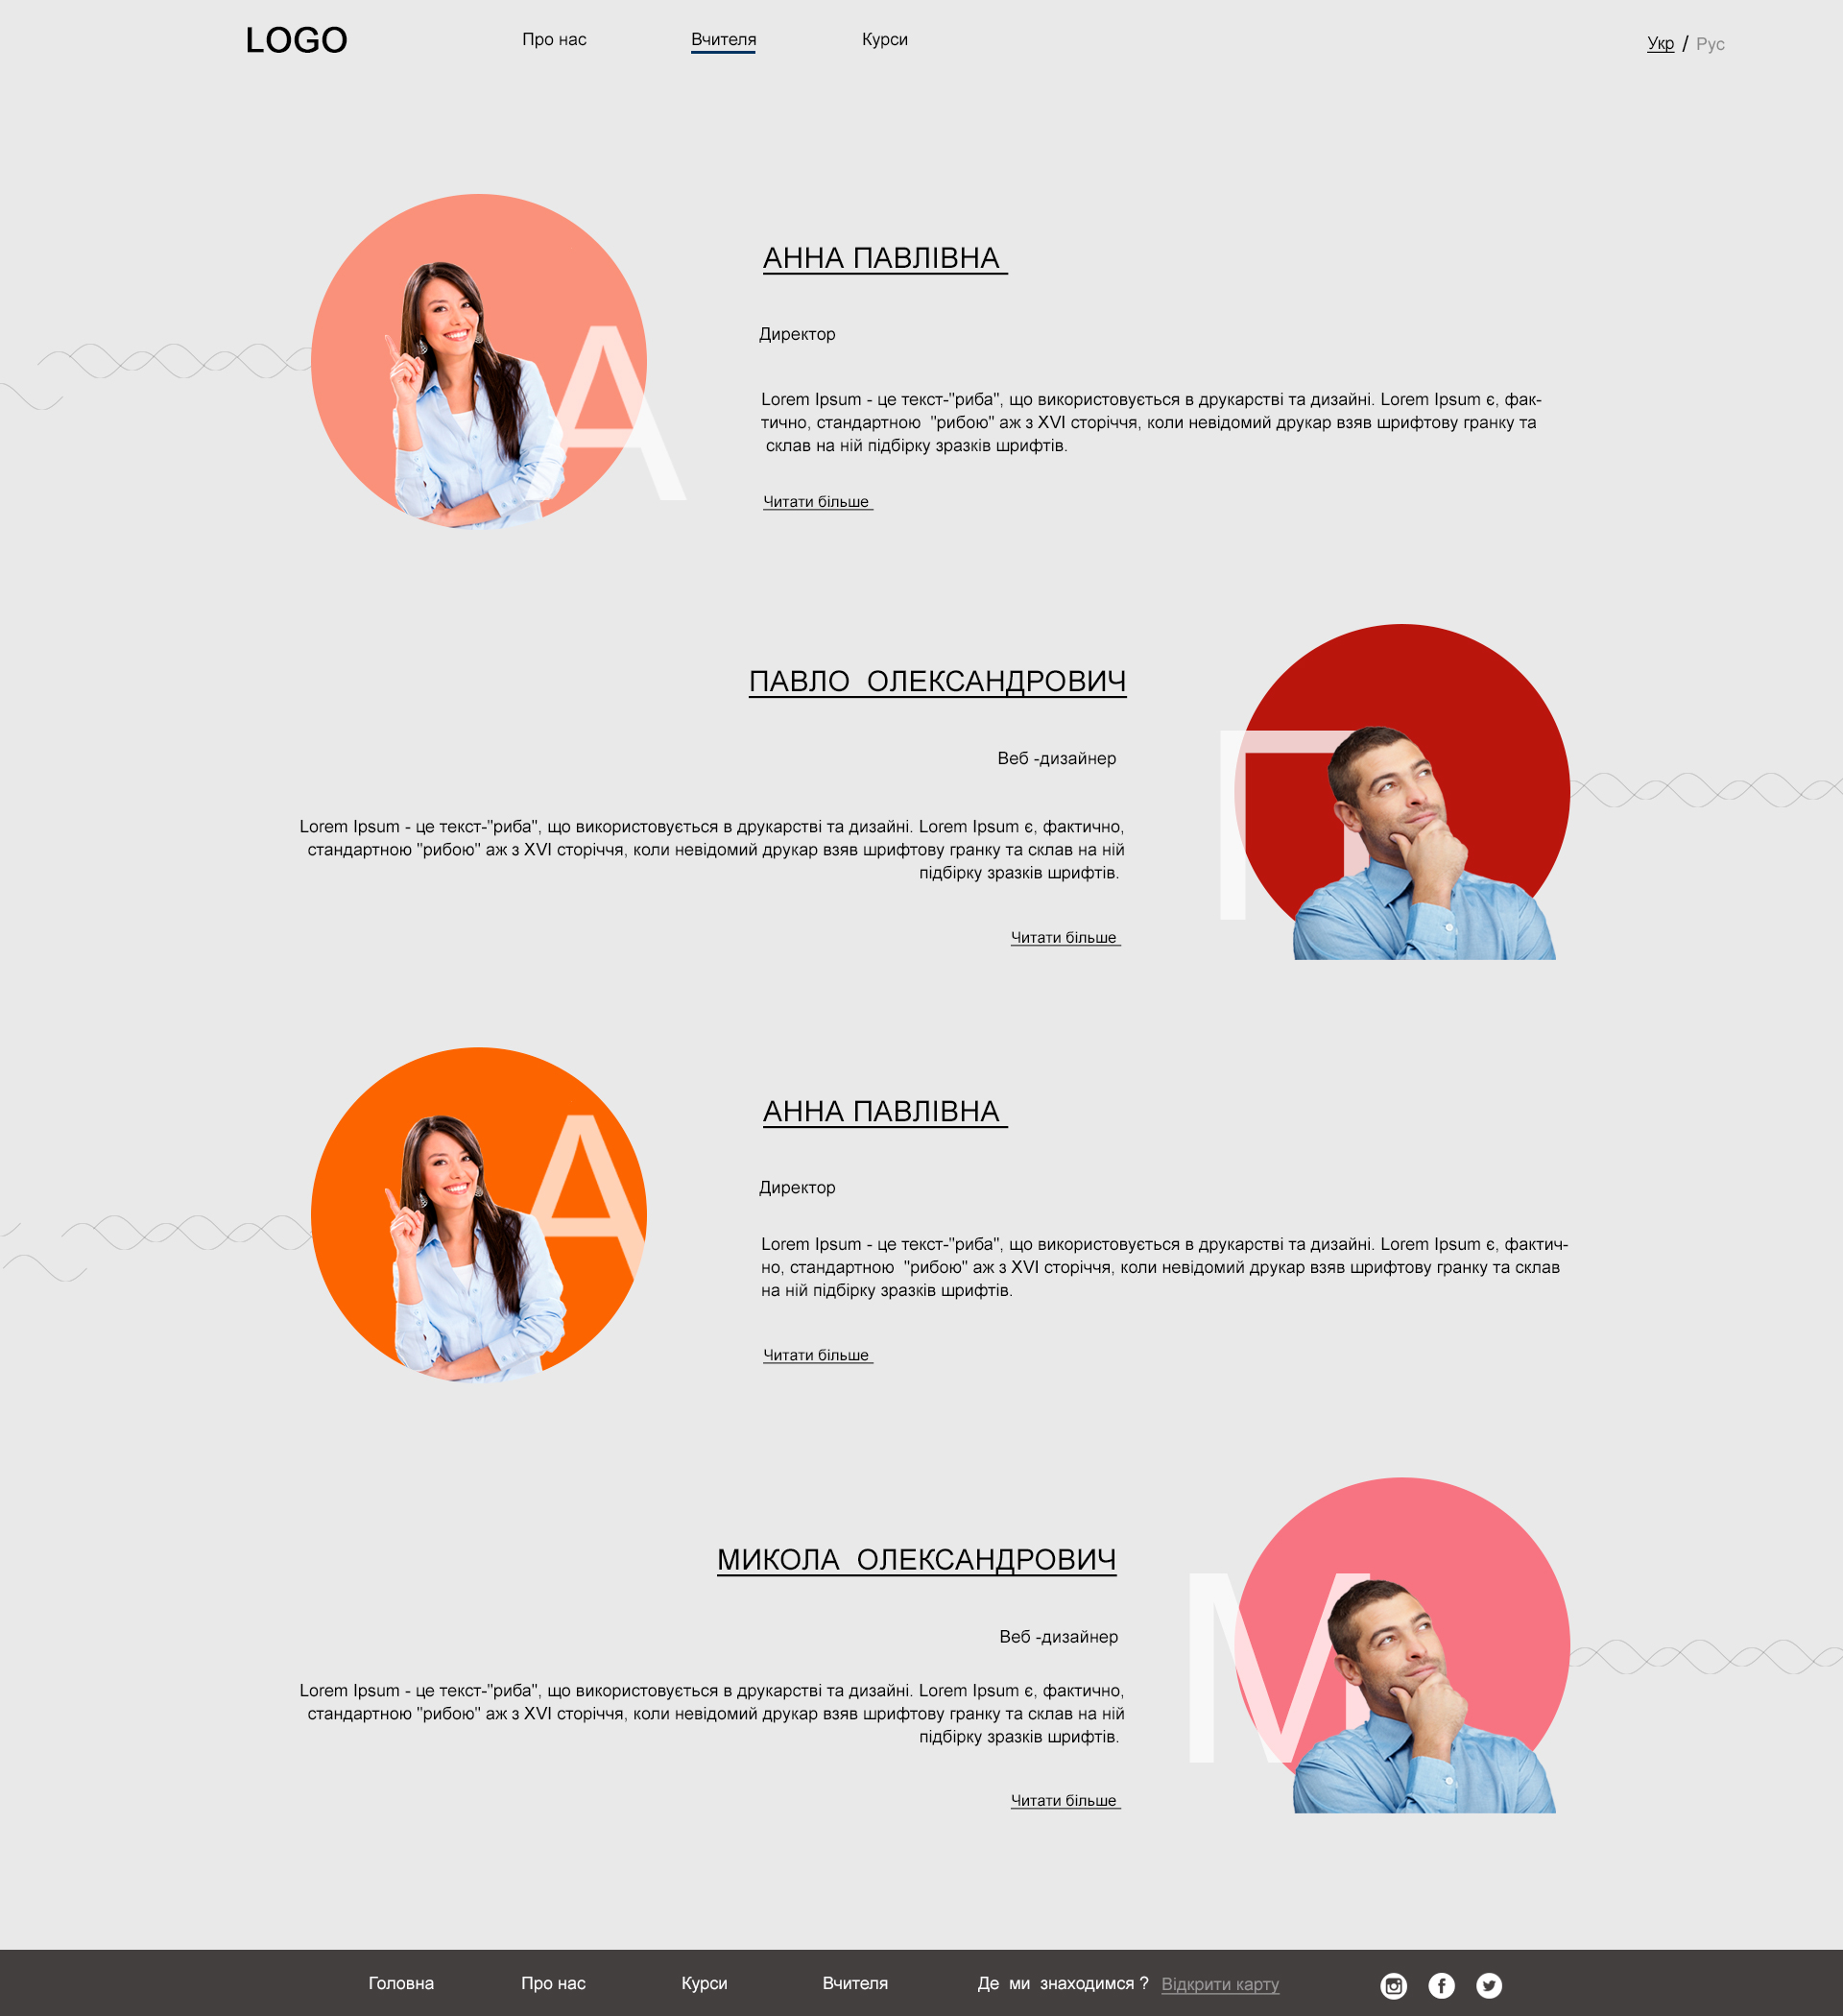 LOGO
Про нас
Вчителя
Курси
Укр / Рус
АННА ПАВЛІВНА
Директор
А
Lorem Ipsum - це текст-"риба", що використовується в друкарстві та дизайні. Lorem Ipsum є, фак-
тично, стандартною "рибою" аж з XVI сторіччя, коли невідомий друкар взяв шрифтову гранку та
склав на ній підбірку зразків шрифтів.
Читати більше
ПАВЛО ОЛЕКСАНДРОВИЧ
Веб -дизайнер
П
Lorem Ipsum - це текст-"риба", що використовується в друкарстві та дизайні. Lorem Ipsum є, фактично,
стандартною "рибою" аж з XVI сторіччя, коли невідомий друкар взяв шрифтову гранку та склав на ній
підбірку зразків шрифтів.
Читати більше
АННА ПАВЛІВНА
Директор
А
Lorem Ipsum - це текст-"риба", що використовується в друкарстві та дизайні. Lorem Ipsum є, фактич-
но, стандартною "рибою" аж з XVI сторіччя, коли невідомий друкар взяв шрифтову гранку та склав
на ній підбірку зразків шрифтів.
Читати більше
МИКОЛА ОЛЕКСАНДРОВИЧ
Веб -дизайнер
М
Lorem Ipsum - це текст-"риба", що використовується в друкарстві та дизайні. Lorem Ipsum є, фактично,
стандартною "рибою" аж з XVI сторіччя, коли невідомий друкар взяв шрифтову гранку та склав на ній
підбірку зразків шрифтів.
Читати більше
Головна
Про нас
Курси
Вчителя
Де ми знаходимся ? Відкрити карту